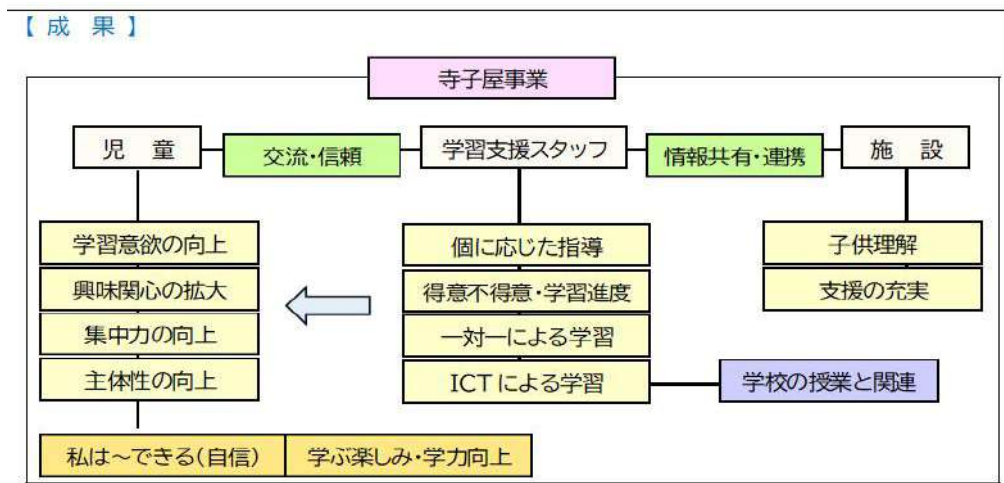 【 成 果 】
寺子屋事業
児 童
交流・信頼
学習支援スタッフ
情報共有・連携
施 設
学習意欲の向上
興味関心の拡大
集中力の向上
主体性の向上
個に応じた指導
得意不得意・学習進度
一対一による学習
ICTによる学習
学校の授業と関連
子供理解
支援の充実
私は~できる(自信)
学ぶ楽しみ・学力向上